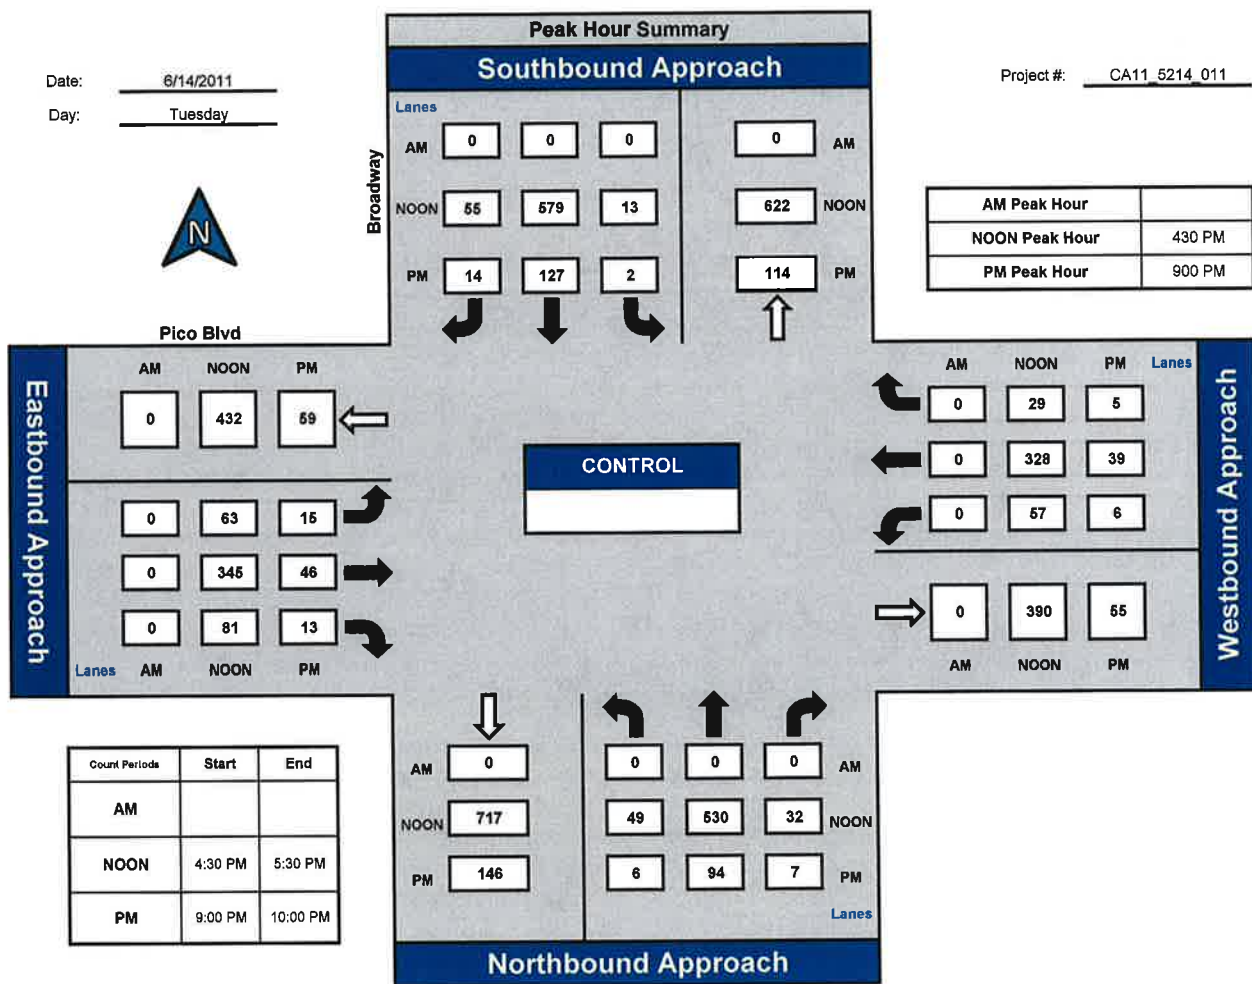 Peak Hour Summary
Southbound Approach
Date: 6/14/2011
Day: Tuesday
Project #: CA11_5214_011
N
Broadway
Lanes
AM 0 0 0 0 AM
NOON 55 579 13 622 NOON
PM 14 127 2 114 PM
AM Peak Hour
NOON Peak Hour 430 PM
PM Peak Hour 900 PM
Pico Blvd
Eastbound Approach
AM NOON PM
0 432 59
0 63 15
0 345 46
0 81 13
Lanes AM NOON PM
CONTROL
AM NOON PM Lanes
0 29 5
0 328 39
0 57 6
0 390 55
AM NOON PM
Westbound Approach
Count Periods Start End
AM
NOON 4:30 PM 5:30 PM
PM 9:00 PM 10:00 PM
AM 0 0 0 0 AM
NOON 717 49 530 32 NOON
PM 146 6 94 7 PM
Lanes
Northbound Approach